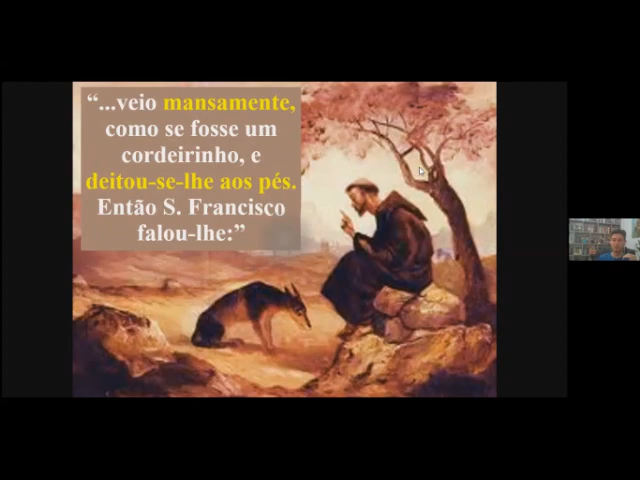 “...veio mansamente,
como se fosse um
cordeirinho, e
deitou-se-lhe aos pés.
Então S. Francisco
falou-lhe:”